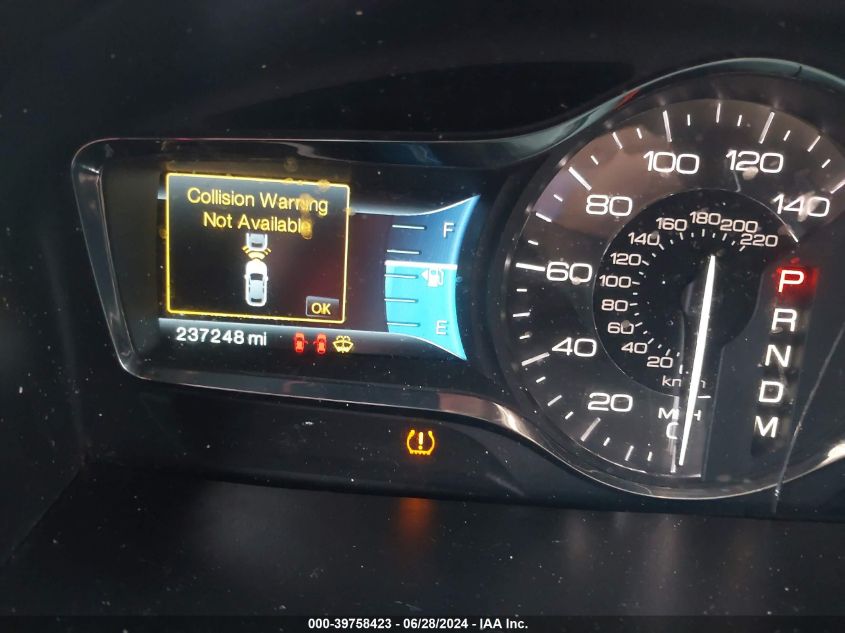 Collision Warning
Not Available
OK
237248 mi
F
E
20
40
60
80
100
120
140
20
40
60
80
100
120
140
160
180
200
220
km/h
MPH
P
R
N
D
M
000-39758423 - 06/28/2024 - IAA Inc.